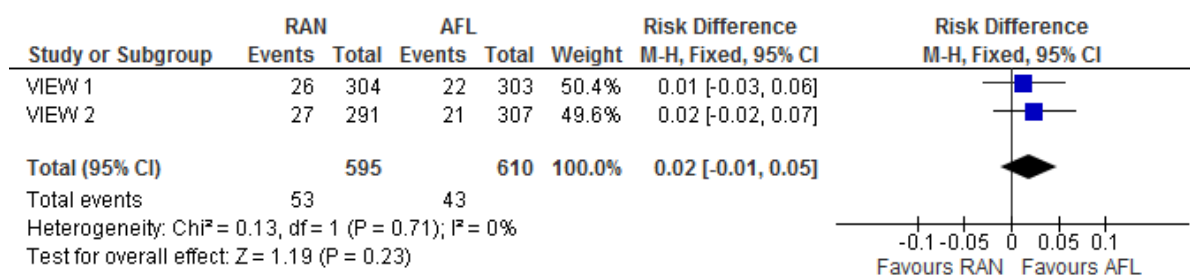 RAN AFL Risk Difference Risk Difference
Study or Subgroup Events Total Events Total Weight M-H, Fixed, 95% CI M-H, Fixed, 95% CI
VIEW 1 26 304 22 303 50.4% 0.01 [-0.03, 0.06]
VIEW 2 27 291 21 307 49.6% 0.02 [-0.02, 0.07]
Total (95% CI) 595 610 100.0% 0.02 [-0.01, 0.05]
Total events 53 43
Heterogeneity: Chi² = 0.13, df = 1 (P = 0.71); I² = 0%
Test for overall effect: Z = 1.19 (P = 0.23)
-0.1 -0.05 0 0.05 0.1
Favours RAN Favours AFL